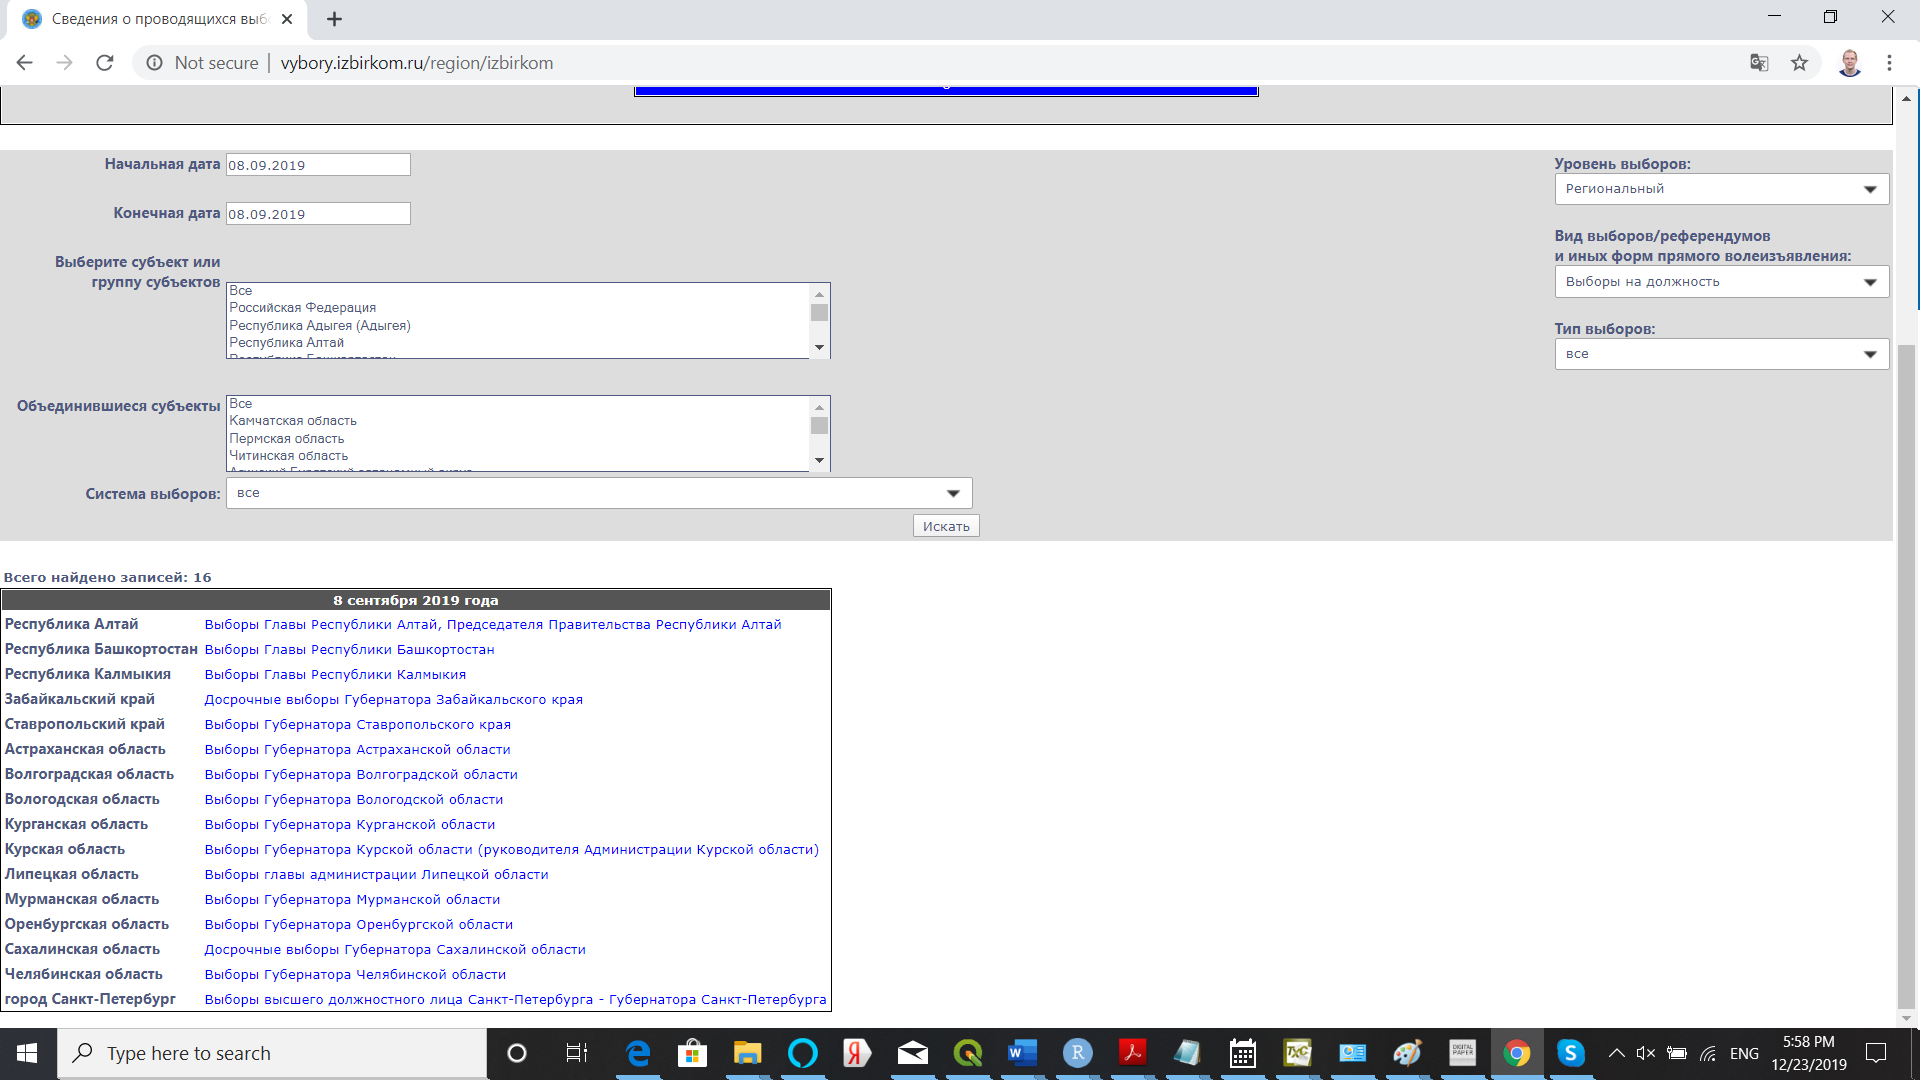 Сведения о проводящихся выб
Not secure | vybory.izbirkom.ru/region/izbirkom
Начальная дата 08.09.2019
Конечная дата 08.09.2019
Выберите субъект или
группу субъектов
Все
Российская Федерация
Республика Адыгея (Адыгея)
Республика Алтай
Республика Башкортостан
Объединившиеся субъекты
Все
Камчатская область
Пермская область
Читинская область
Система выборов: все
Искать
Уровень выборов:
Региональный
Вид выборов/референдумов
и иных форм прямого волеизъявления:
Выборы на должность
Тип выборов:
все
Всего найдено записей: 16
8 сентября 2019 года
Республика Алтай Выборы Главы Республики Алтай, Председателя Правительства Республики Алтай
Республика Башкортостан Выборы Главы Республики Башкортостан
Республика Калмыкия Выборы Главы Республики Калмыкия
Забайкальский край Досрочные выборы Губернатора Забайкальского края
Ставропольский край Выборы Губернатора Ставропольского края
Астраханская область Выборы Губернатора Астраханской области
Волгоградская область Выборы Губернатора Волгоградской области
Вологодская область Выборы Губернатора Вологодской области
Курганская область Выборы Губернатора Курганской области
Курская область Выборы Губернатора Курской области (руководителя Администрации Курской области)
Липецкая область Выборы главы администрации Липецкой области
Мурманская область Выборы Губернатора Мурманской области
Оренбургская область Выборы Губернатора Оренбургской области
Сахалинская область Досрочные выборы Губернатора Сахалинской области
Челябинская область Выборы Губернатора Челябинской области
город Санкт-Петербург Выборы высшего должностного лица Санкт-Петербурга - Губернатора Санкт-Петербурга
Type here to search
DIGITAL PAPER
ENG
5:58 PM
12/23/2019